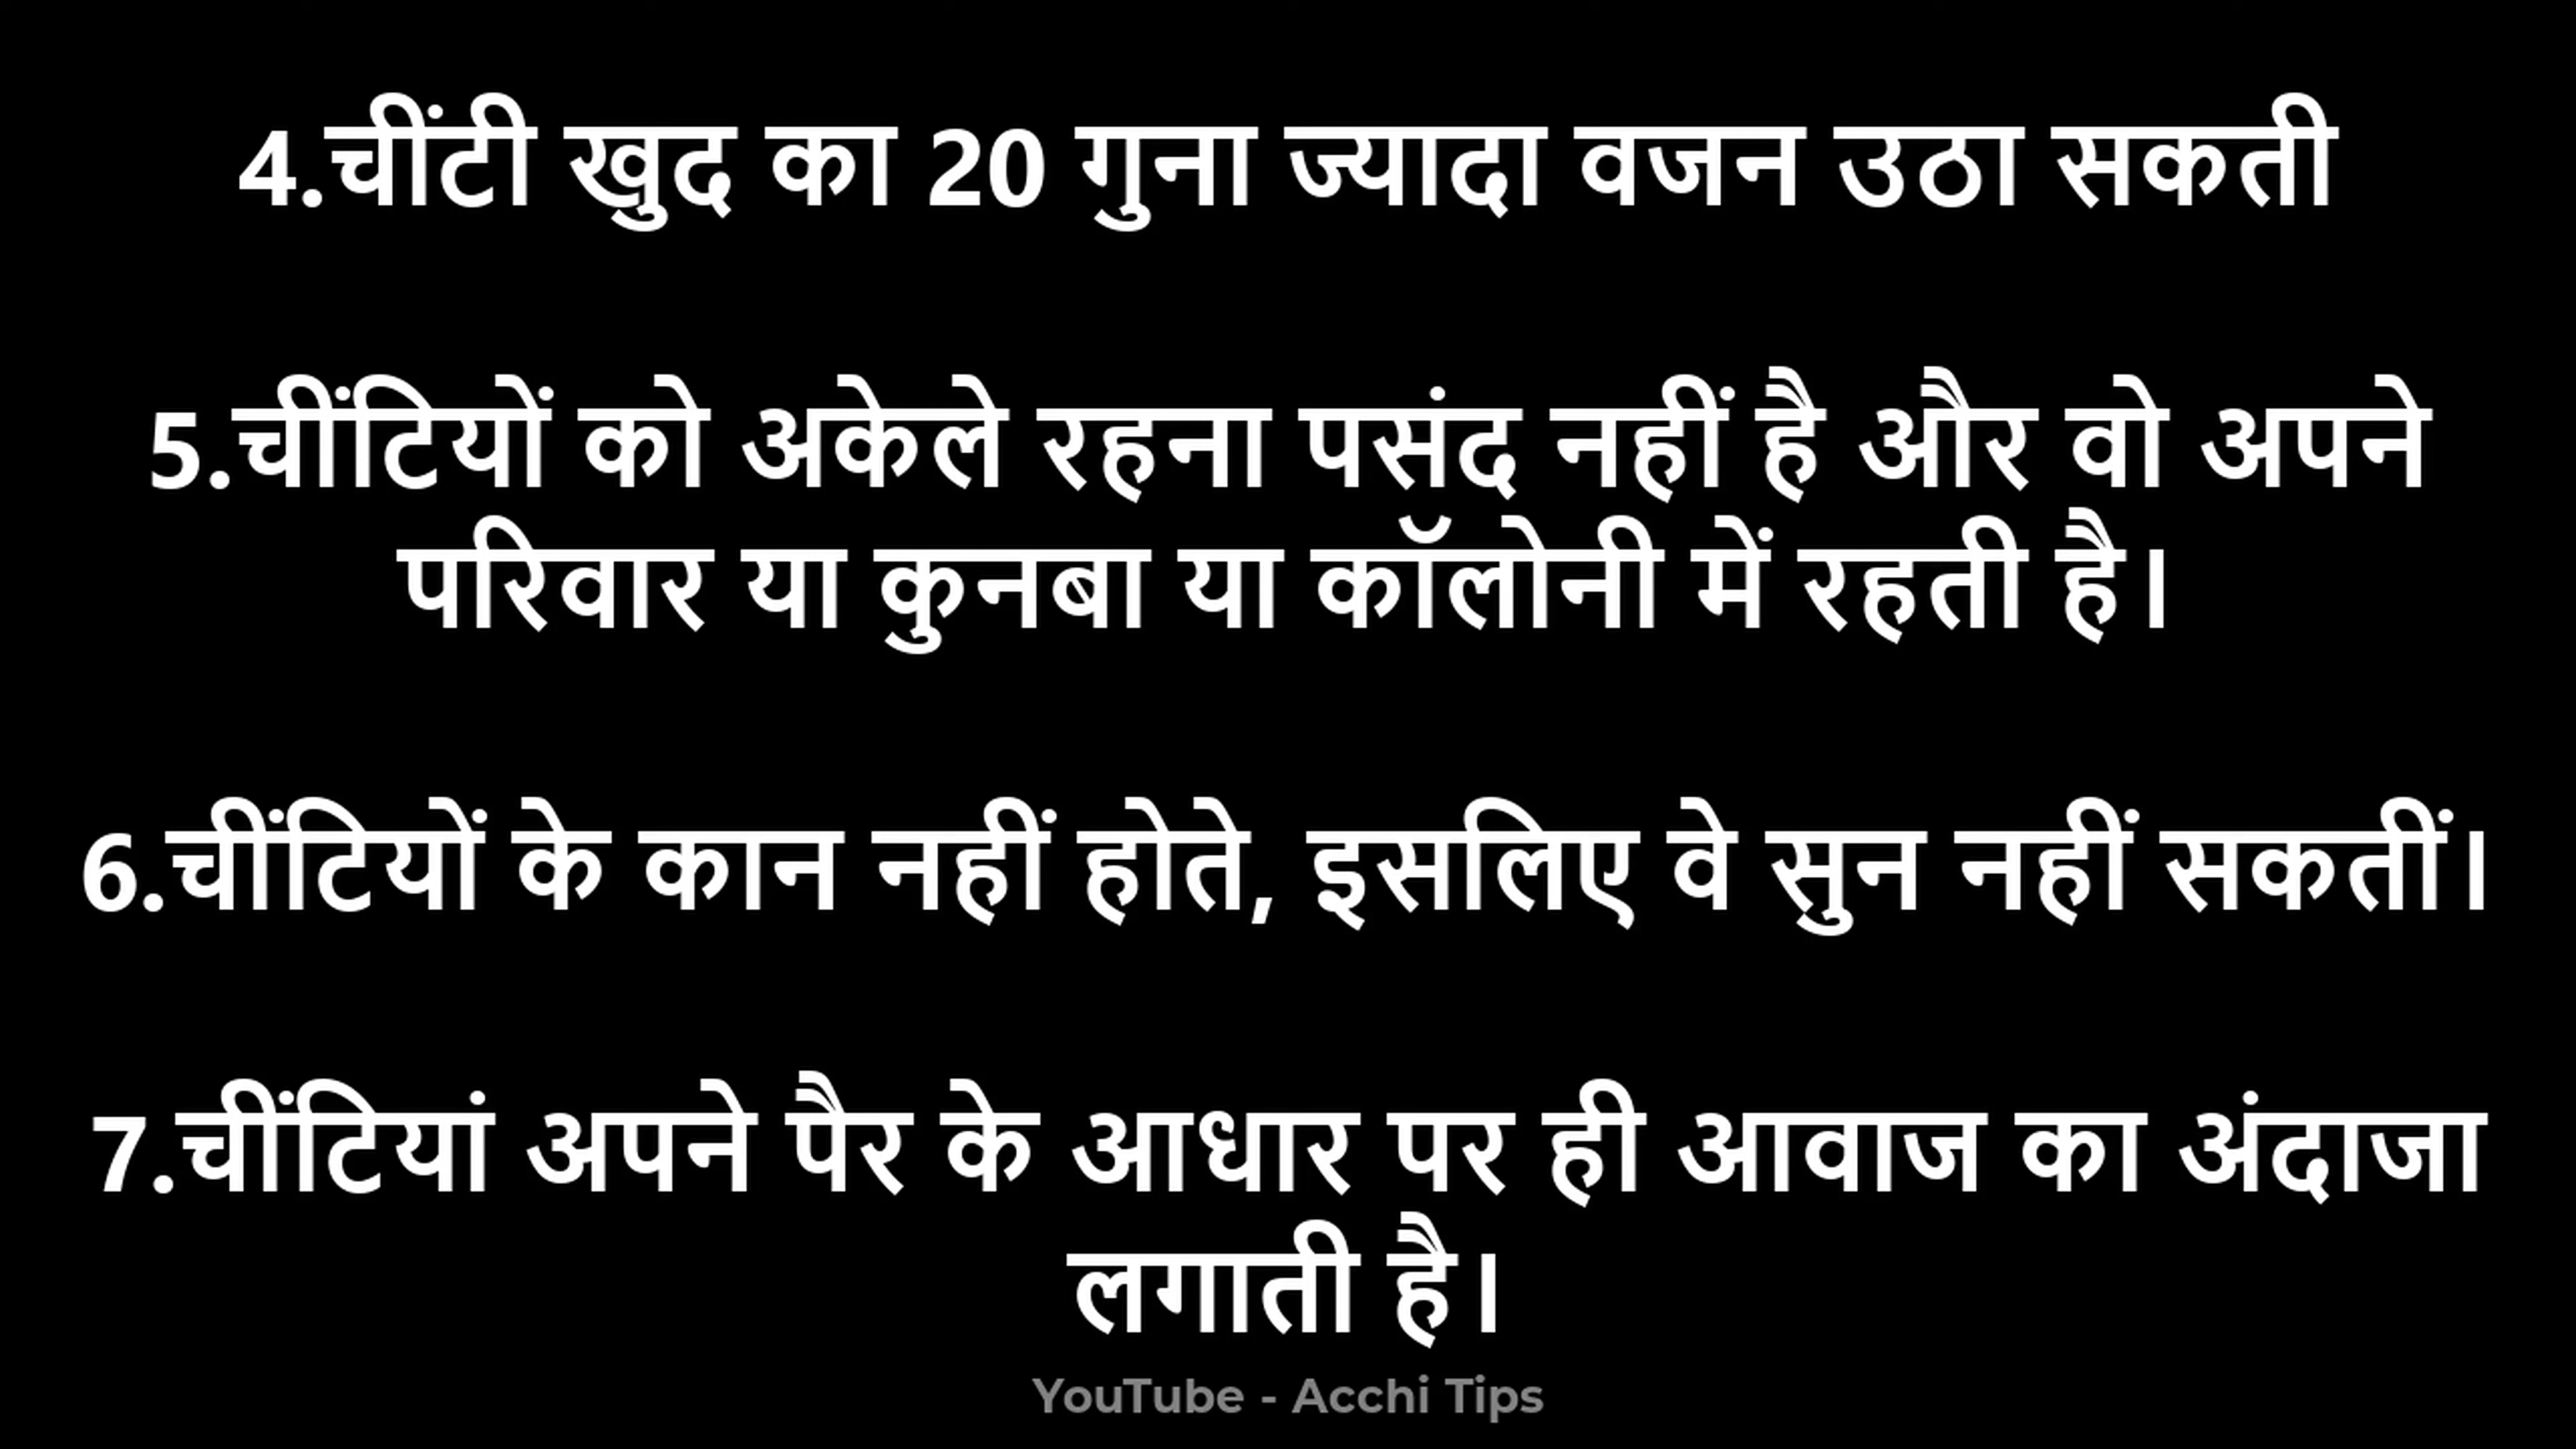 4.चींटी खुद का 20 गुना ज्यादा वजन उठा सकती
5.चींटियों को अकेले रहना पसंद नहीं है और वो अपने
परिवार या कुनबा या कॉलोनी में रहती है।
6.चींटियों के कान नहीं होते, इसलिए वे सुन नहीं सकतीं।
7.चींटियां अपने पैर के आधार पर ही आवाज का अंदाजा
लगाती है।
YouTube - Acchi Tips